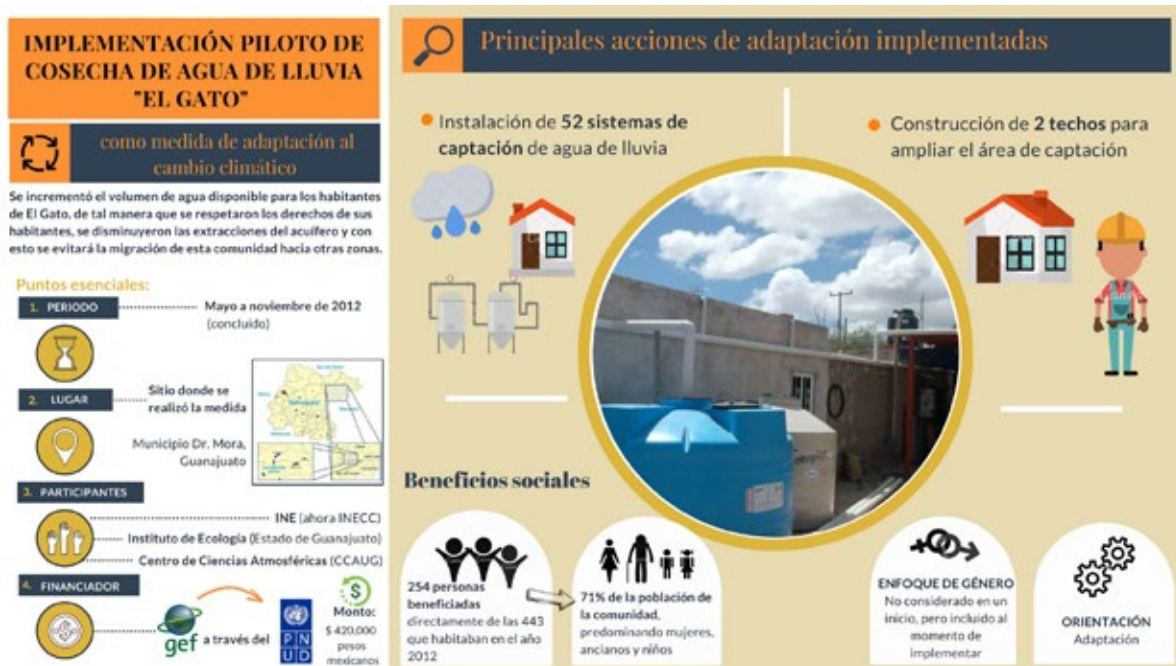 IMPLEMENTACIÓN PILOTO DE
COSECHA DE AGUA DE LLUVIA
"EL GATO"
como medida de adaptación al
cambio climático
Se incrementó el volumen de agua disponible para los habitantes
de El Gato, de tal manera que se respetaron los derechos de sus
habitantes, se disminuyeron las extracciones del acuífero y con
esto se evitará la migración de esta comunidad hacia otras zonas.
Puntos esenciales:
1. PERIODO
Mayo a noviembre de 2012
(concluido)
2. LUGAR
Sitio donde se
realizó la medida
Municipio Dr. Mora,
Guanajuato
3. PARTICIPANTES
INE (ahora INECC)
Instituto de Ecología (Estado de Guanajuato)
Centro de Ciencias Atmosféricas (CCAUG)
4. FINANCIADOR
gef
a través del
P N
U D
Monto:
$ 420,000
pesos
mexicanos
Principales acciones de adaptación implementadas
Instalación de 52 sistemas de
captación de agua de lluvia
Construcción de 2 techos para
ampliar el área de captación
Beneficios sociales
254 personas
beneficiadas
directamente de las 443
que habitaban en el año
2012
71% de la población de
la comunidad,
predominando mujeres,
ancianos y niños
ENFOQUE DE GÉNERO
No considerado en un
inicio, pero incluido al
momento de
implementar
ORIENTACIÓN
Adaptación